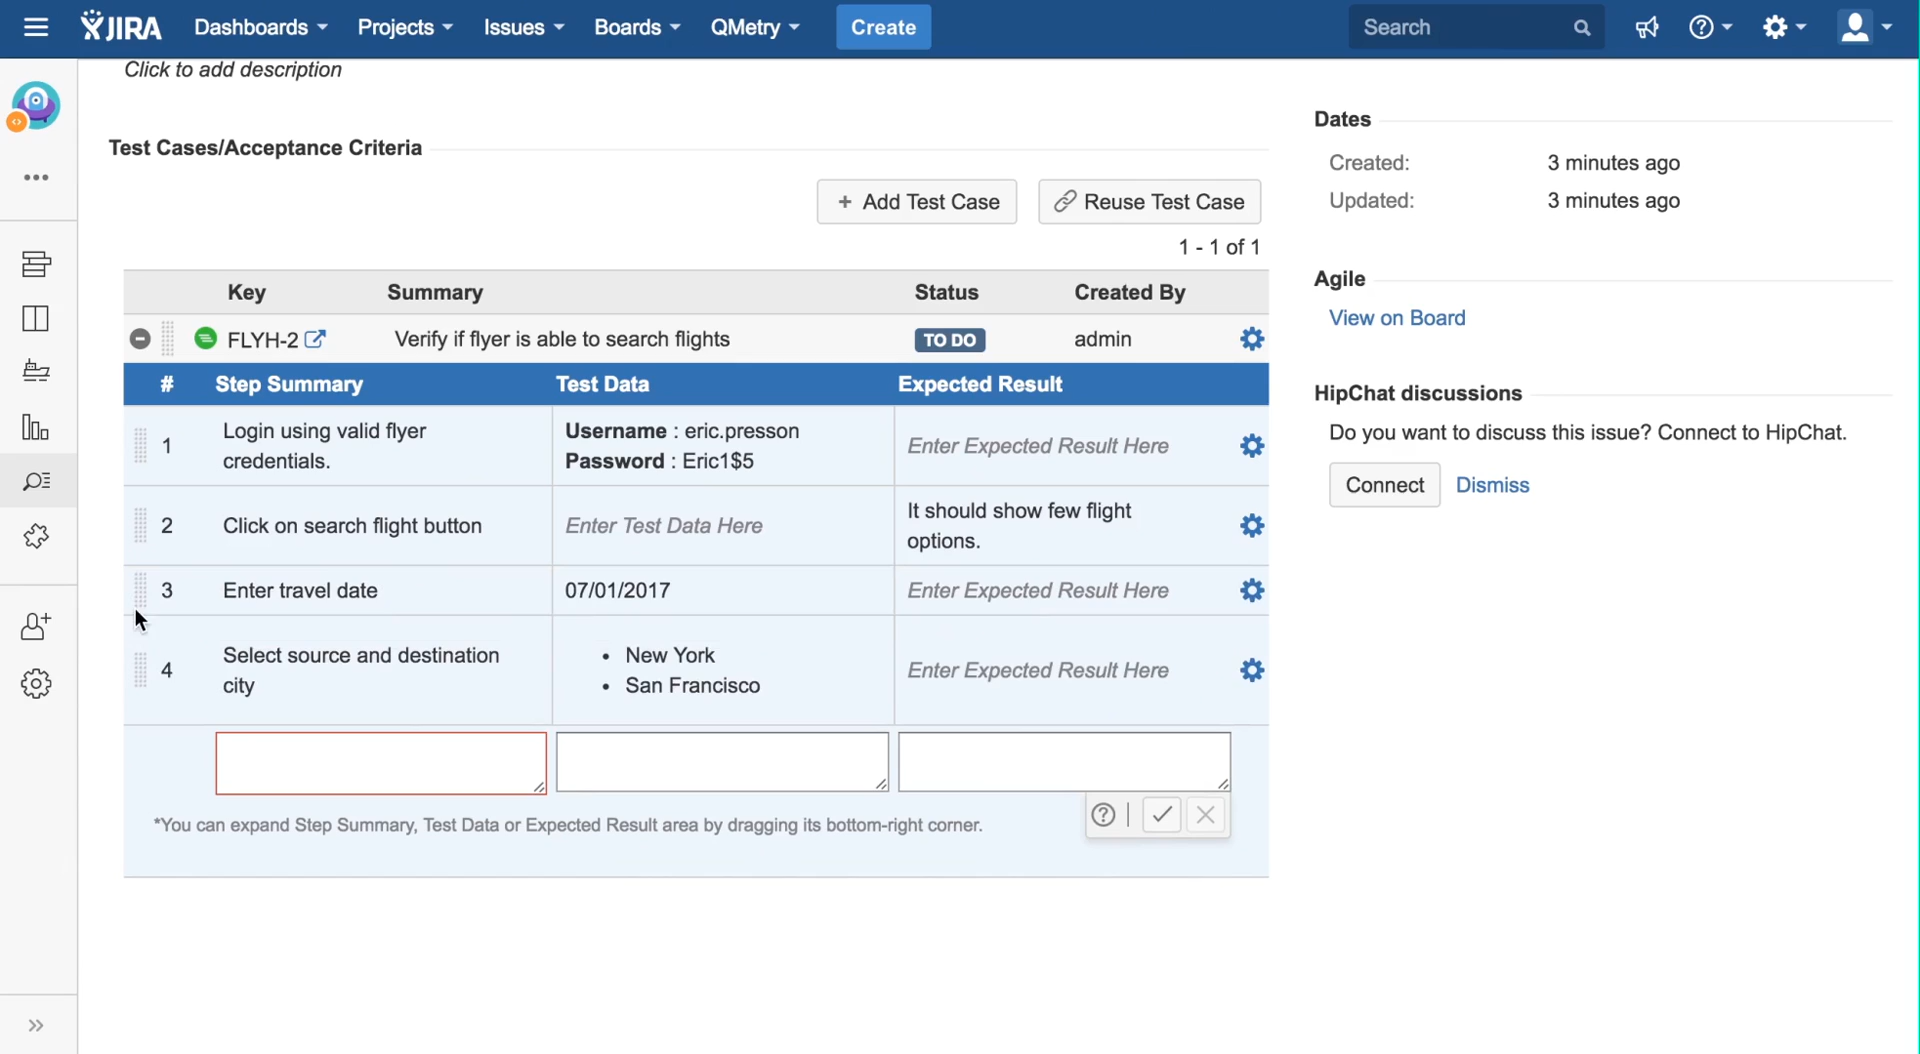 JIRA Dashboards Projects Issues Boards QMetry Create Search
Click to add description
Test Cases/Acceptance Criteria
+ Add Test Case Reuse Test Case
1 - 1 of 1
Key Summary Status Created By
FLYH-2 Verify if flyer is able to search flights TO DO admin
# Step Summary Test Data Expected Result
1 Login using valid flyer credentials. Username : eric.presson Password : Eric1$5 Enter Expected Result Here
2 Click on search flight button Enter Test Data Here It should show few flight options.
3 Enter travel date 07/01/2017 Enter Expected Result Here
4 Select source and destination city • New York • San Francisco Enter Expected Result Here
*You can expand Step Summary, Test Data or Expected Result area by dragging its bottom-right corner.
Dates
Created: 3 minutes ago
Updated: 3 minutes ago
Agile
View on Board
HipChat discussions
Do you want to discuss this issue? Connect to HipChat.
Connect Dismiss